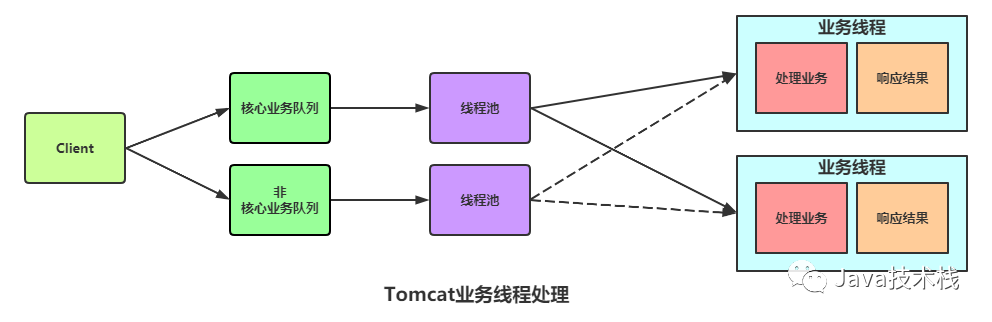 Client
核心业务队列
非
核心业务队列
线程池
线程池
业务线程
处理业务
响应结果
业务线程
处理业务
响应结果
Java技术栈
Tomcat业务线程处理